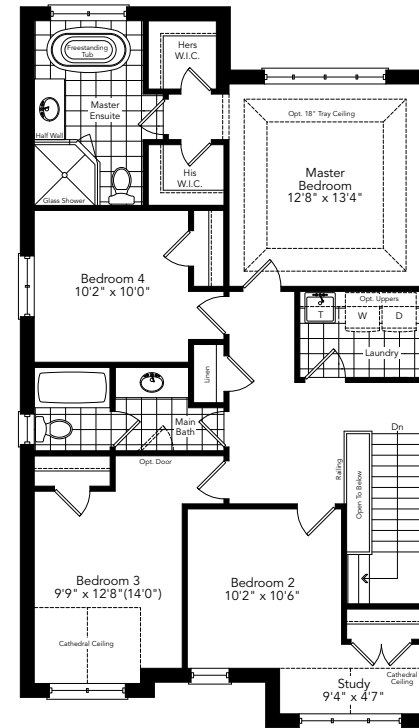 Freestanding
Tub
Hers
W.I.C.
Master
Ensuite
Half Wall
Glass Shower
His
W.I.C.
Opt. 18" Tray Ceiling
Master
Bedroom
12'8" x 13'4"
Bedroom 4
10'2" x 10'0"
Opt. Uppers
T
W
D
Laundry
Linen
Main
Bath
Opt. Door
Dn
Railing
Open To Below
Bedroom 3
9'9" x 12'8"(14'0")
Cathedral Ceiling
Bedroom 2
10'2" x 10'6"
Cathedral
Ceiling
Study
9'4" x 4'7"